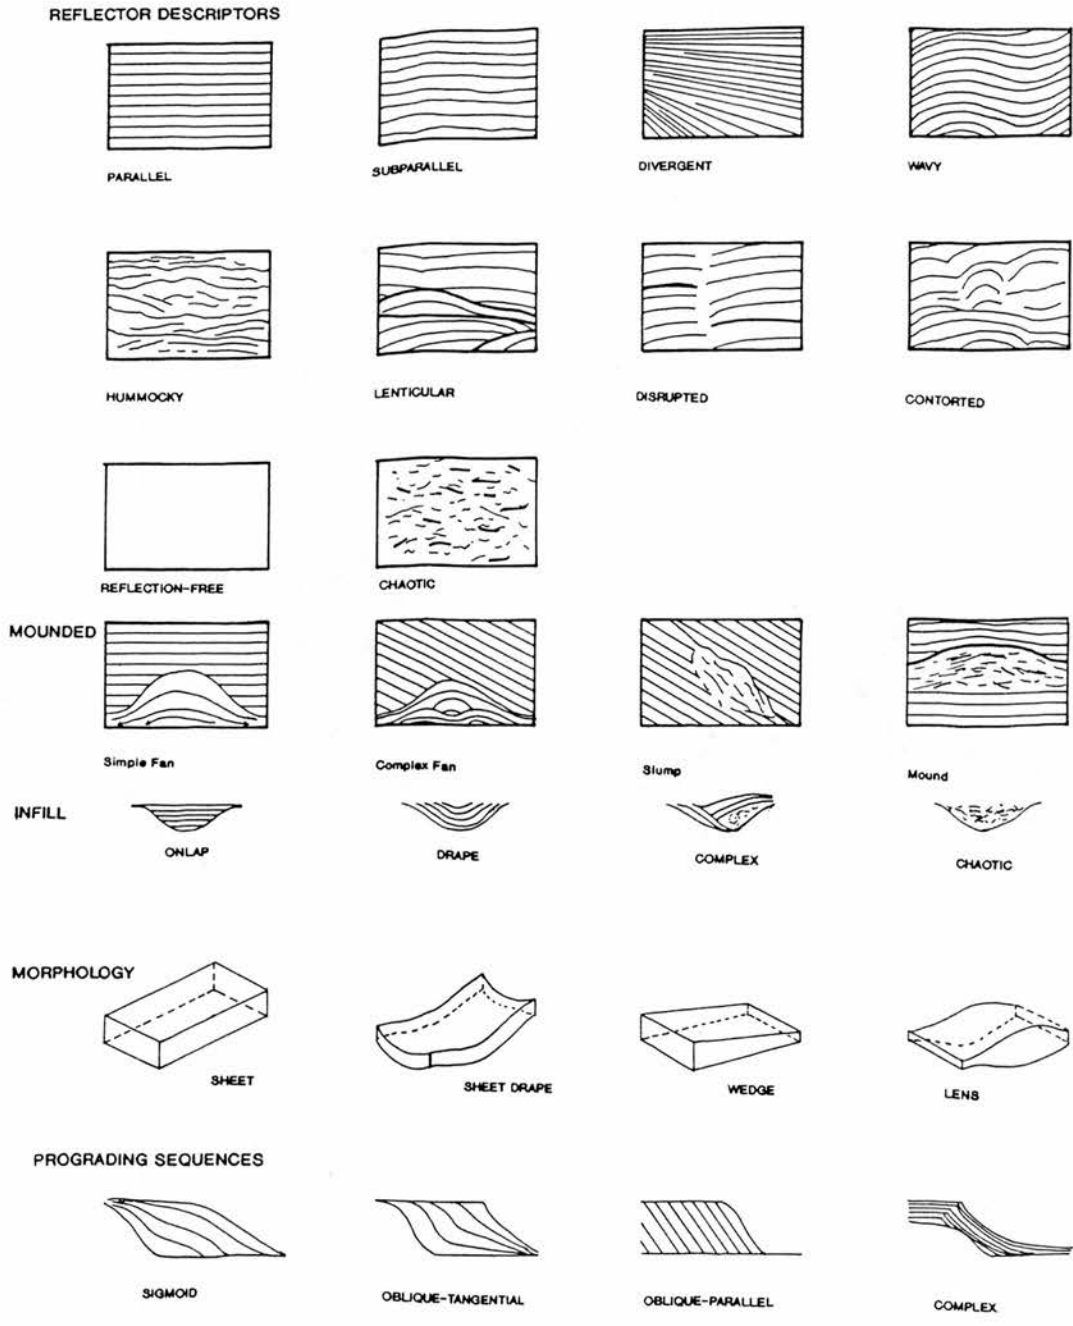 REFLECTOR DESCRIPTORS
PARALLEL
SUBPARALLEL
DIVERGENT
WAVY
HUMMOCKY
LENTICULAR
DISRUPTED
CONTORTED
REFLECTION-FREE
CHAOTIC
MOUNDED
Simple Fan
Complex Fan
Slump
Mound
INFILL
ONLAP
DRAPE
COMPLEX
CHAOTIC
MORPHOLOGY
SHEET
SHEET DRAPE
WEDGE
LENS
PROGRADING SEQUENCES
SIGMOID
OBLIQUE-TANGENTIAL
OBLIQUE-PARALLEL
COMPLEX